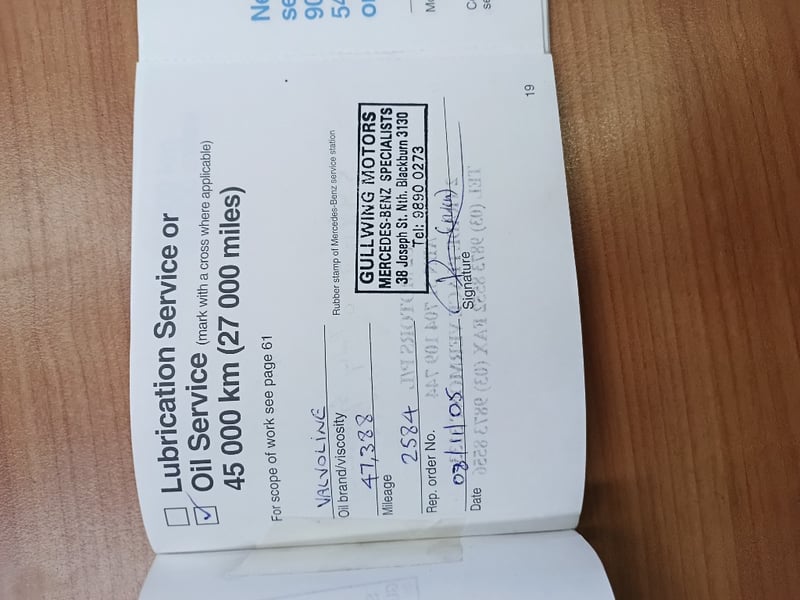 Lubrication Service or
Oil Service (mark with a cross where applicable)
45 000 km (27 000 miles)
For scope of work see page 61
VALVOLINE
Oil brand/viscosity
47,388
Mileage
2584
Rep. order No.
03/11/05
Date
Rubber stamp of Mercedes-Benz service station
GULLWING MOTORS
MERCEDES-BENZ SPECIALISTS
38 Joseph St. Nth. Blackburn 3130
Tel: 9890 0273
Signature
19